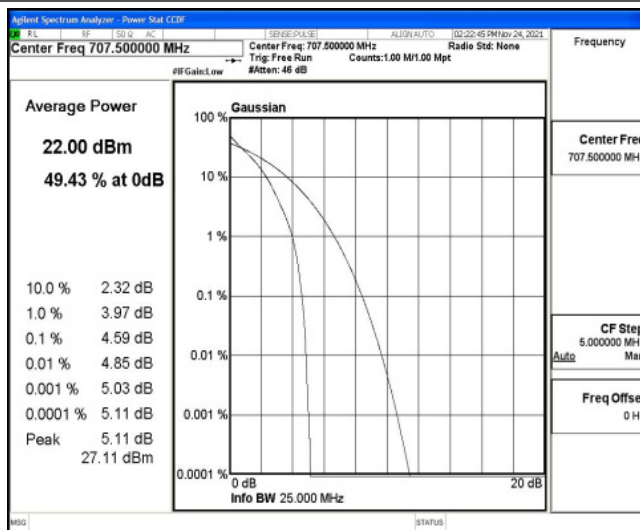 Agilent Spectrum Analyzer - Power Stat CCDF
RL RF 50 Ω AC SENSE:PULSE ALIGN AUTO 02:22:45 PM Nov 24, 2021
Center Freq 707.500000 MHz
Center Freq: 707.500000 MHz Radio Std: None
Trig: Free Run Counts:1.00 M/1.00 Mpt
#IFGain:Low #Atten: 46 dB
Frequency
Average Power
22.00 dBm
49.43 % at 0dB
10.0 % 2.32 dB
1.0 % 3.97 dB
0.1 % 4.59 dB
0.01 % 4.85 dB
0.001 % 5.03 dB
0.0001 % 5.11 dB
Peak 5.11 dB
27.11 dBm
Gaussian
100 %
10 %
1 %
0.1 %
0.01 %
0.001 %
0.0001 %
0 dB 20 dB
Info BW 25.000 MHz
Center Freq
707.500000 MH
CF Step
5.000000 MH
Auto Ma
Freq Offse
0 H
MSG STATUS